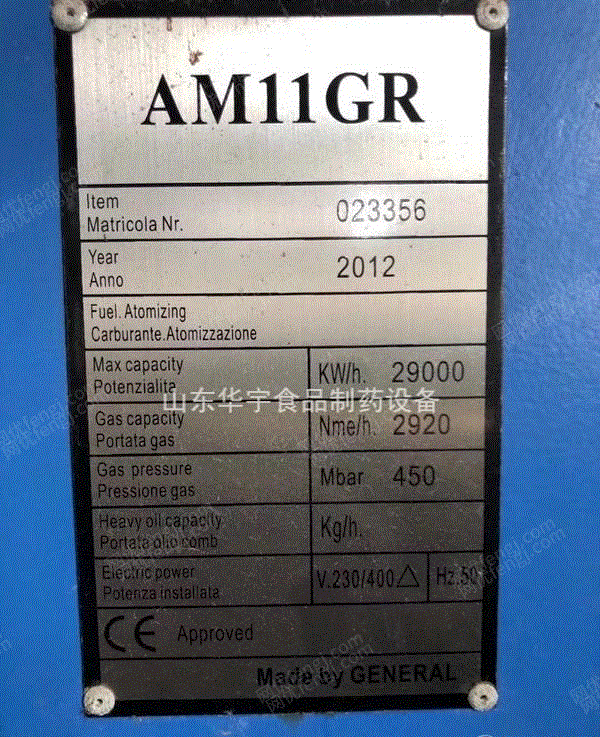 AM11GR
Item
Matricola Nr. 023356
Year
Anno 2012
Fuel.Atomizing
Carburante.Atomizzazione
Max capacity
Potenzialita
KW/h. 29000
山东华宇食品制药设备
Gas capacity
Portata gas
Nme/h. 2920
Gas pressure
Pressione gas
Mbar 450
Heavy oil capacity
Portata olio comb
Kg/h.
Electric power
Potenza installata
V.230/400△ Hz.50
CE Approved
Made by GENERAL